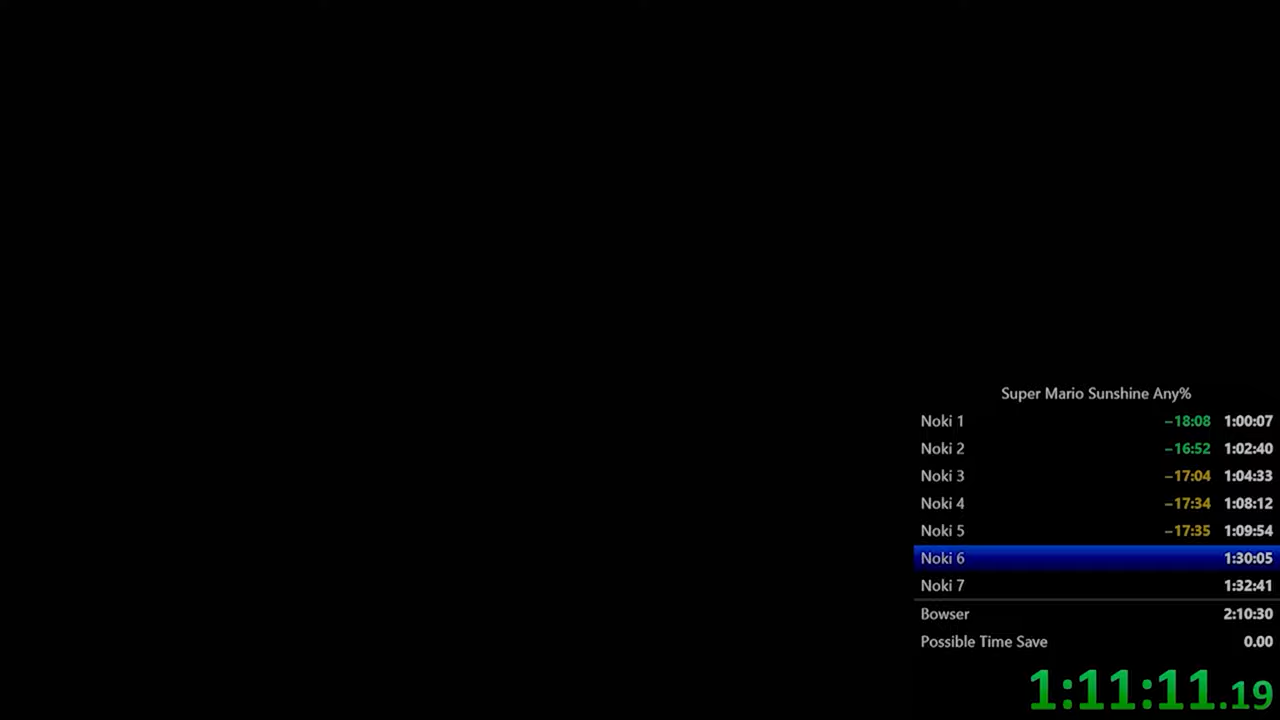 Super Mario Sunshine Any%
Noki 1 −18:08 1:00:07
Noki 2 −16:52 1:02:40
Noki 3 −17:04 1:04:33
Noki 4 −17:34 1:08:12
Noki 5 −17:35 1:09:54
Noki 6 1:30:05
Noki 7 1:32:41
Bowser 2:10:30
Possible Time Save 0.00
1:11:11.19